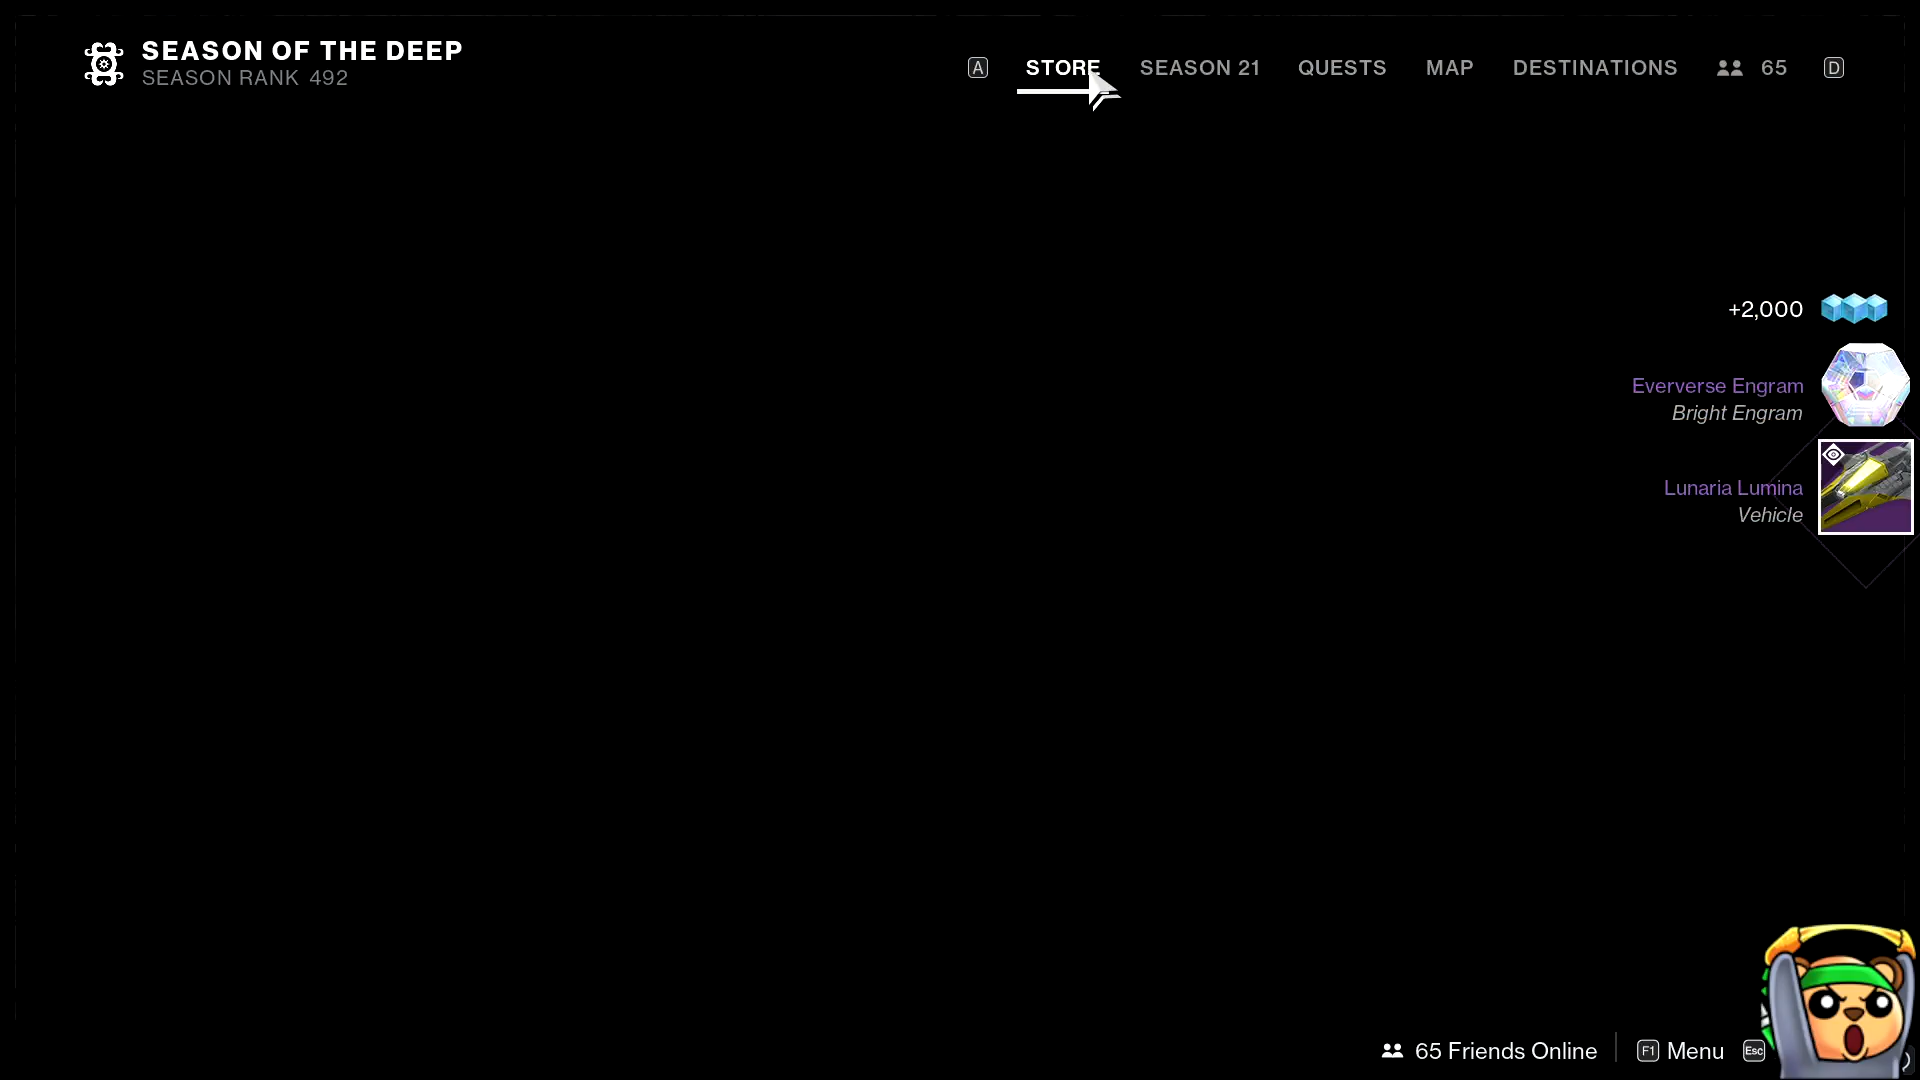 SEASON OF THE DEEP
SEASON RANK 492
A STORE SEASON 21 QUESTS MAP DESTINATIONS 65 D
+2,000
Eververse Engram
Bright Engram
Lunaria Lumina
Vehicle
65 Friends Online F1 Menu Esc